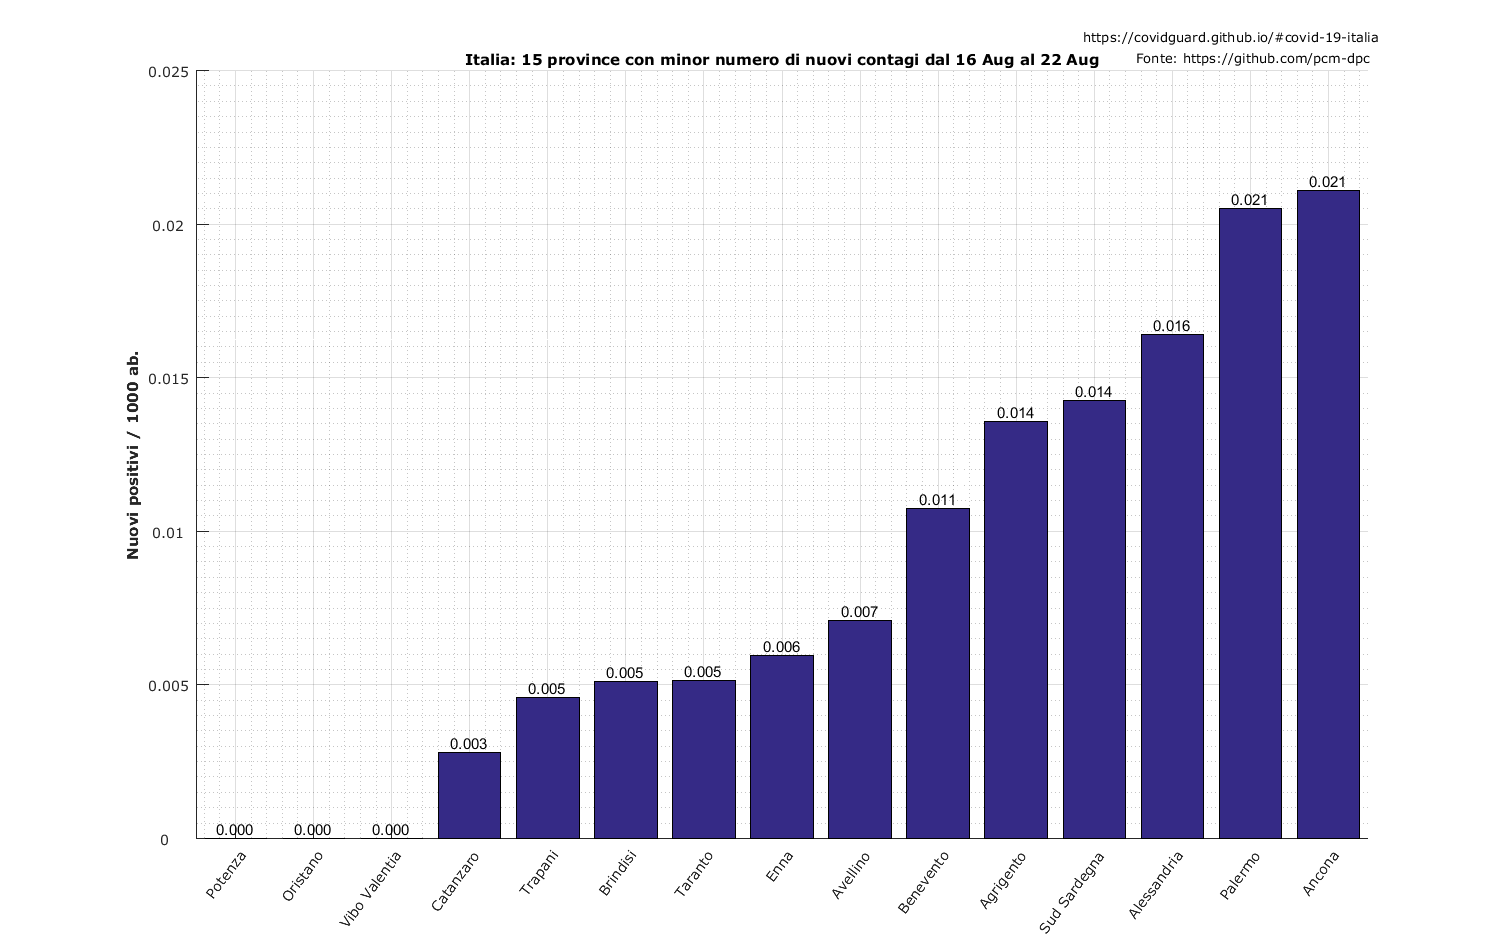 https://covidguard.github.io/#covid-19-italia
Italia: 15 province con minor numero di nuovi contagi dal 16 Aug al 22 Aug
Fonte: https://github.com/pcm-dpc
Nuovi positivi / 1000 ab.
0.025
0.02
0.015
0.01
0.005
0
0.000
0.000
0.000
0.003
0.005
0.005
0.005
0.006
0.007
0.011
0.014
0.014
0.016
0.021
0.021
Potenza
Oristano
Vibo Valentia
Catanzaro
Trapani
Brindisi
Taranto
Enna
Avellino
Benevento
Agrigento
Sud Sardegna
Alessandria
Palermo
Ancona